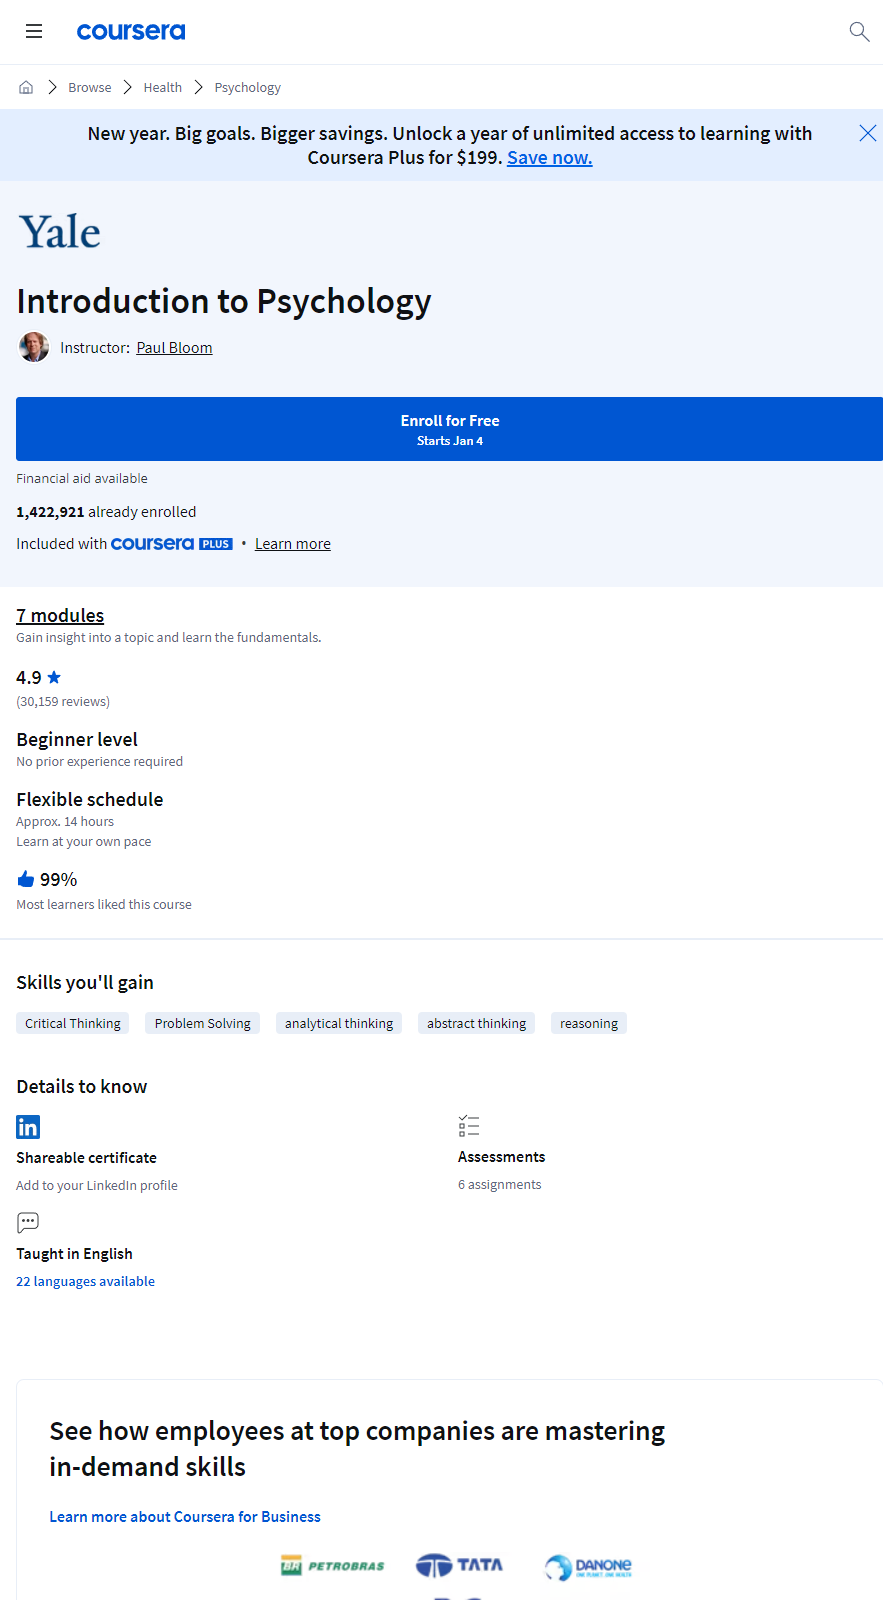 coursera
Browse
Health
Psychology
New year. Big goals. Bigger savings. Unlock a year of unlimited access to learning with
Coursera Plus for $199. Save now.
Yale
Introduction to Psychology
Instructor: Paul Bloom
Enroll for Free
Starts Jan 4
Financial aid available
1,422,921 already enrolled
Included with coursera PLUS • Learn more
7 modules
Gain insight into a topic and learn the fundamentals.
4.9
(30,159 reviews)
Beginner level
No prior experience required
Flexible schedule
Approx. 14 hours
Learn at your own pace
99%
Most learners liked this course
Skills you'll gain
Critical Thinking
Problem Solving
analytical thinking
abstract thinking
reasoning
Details to know
in
Shareable certificate
Add to your LinkedIn profile
Assessments
6 assignments
Taught in English
22 languages available
See how employees at top companies are mastering
in-demand skills
Learn more about Coursera for Business
BR PETROBRAS
TATA
DANONE
ONE PLANET. ONE HEALTH